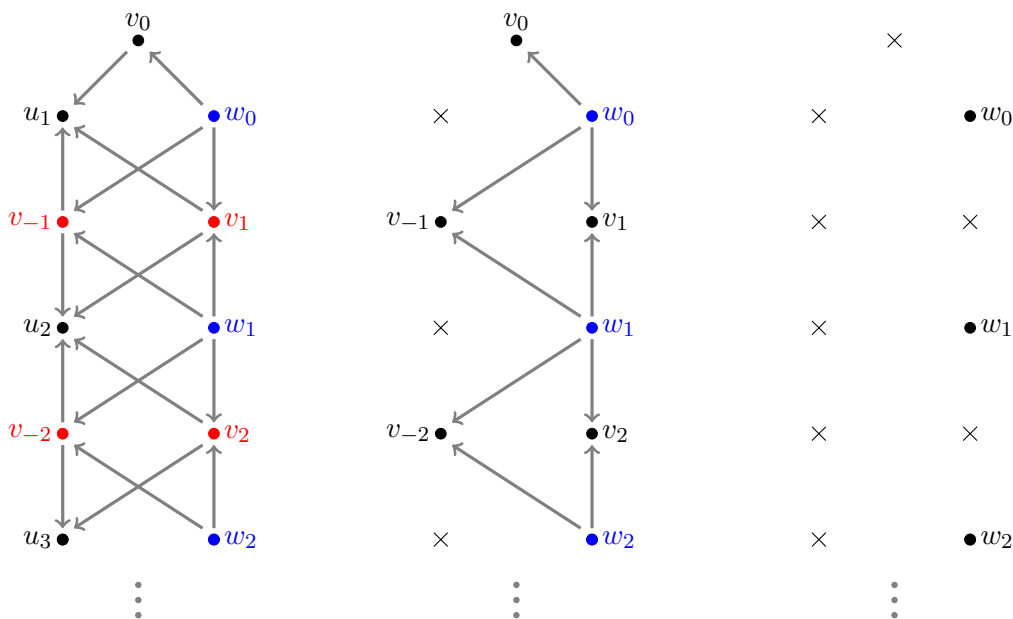 v₀ v₀ ×
u₁ w₀ × w₀ × w₀
v₋₁ v₁ v₋₁ v₁ × ×
u₂ w₁ × w₁ × w₁
v₋₂ v₂ v₋₂ v₂ × ×
u₃ w₂ × w₂ × w₂
⋮ ⋮ ⋮